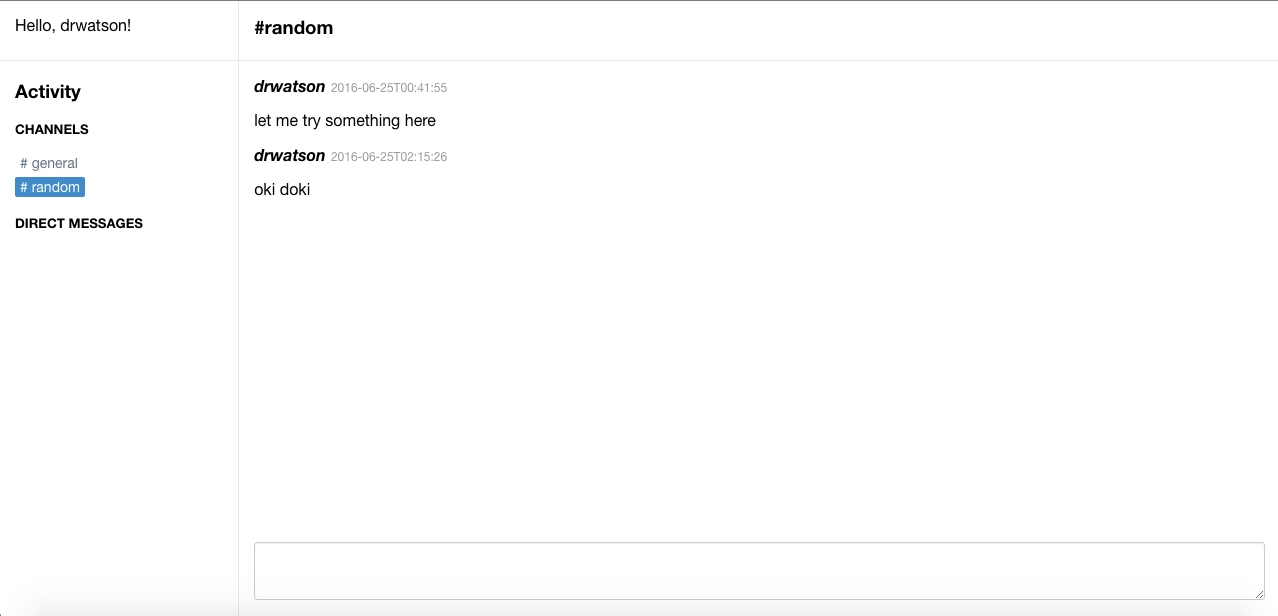 Hello, drwatson!
#random
Activity
CHANNELS
# general
# random
DIRECT MESSAGES
drwatson 2016-06-25T00:41:55
let me try something here
drwatson 2016-06-25T02:15:26
oki doki